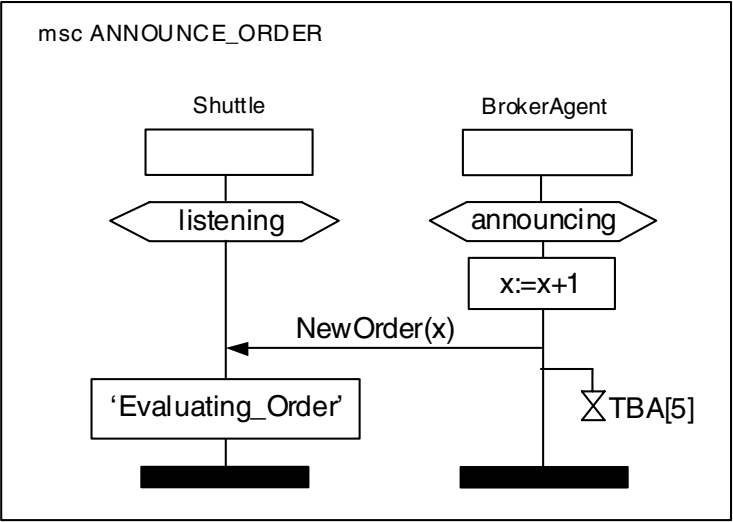 msc ANNOUNCE_ORDER
Shuttle
BrokerAgent
listening
announcing
x:=x+1
NewOrder(x)
‘Evaluating_Order’
TBA[5]